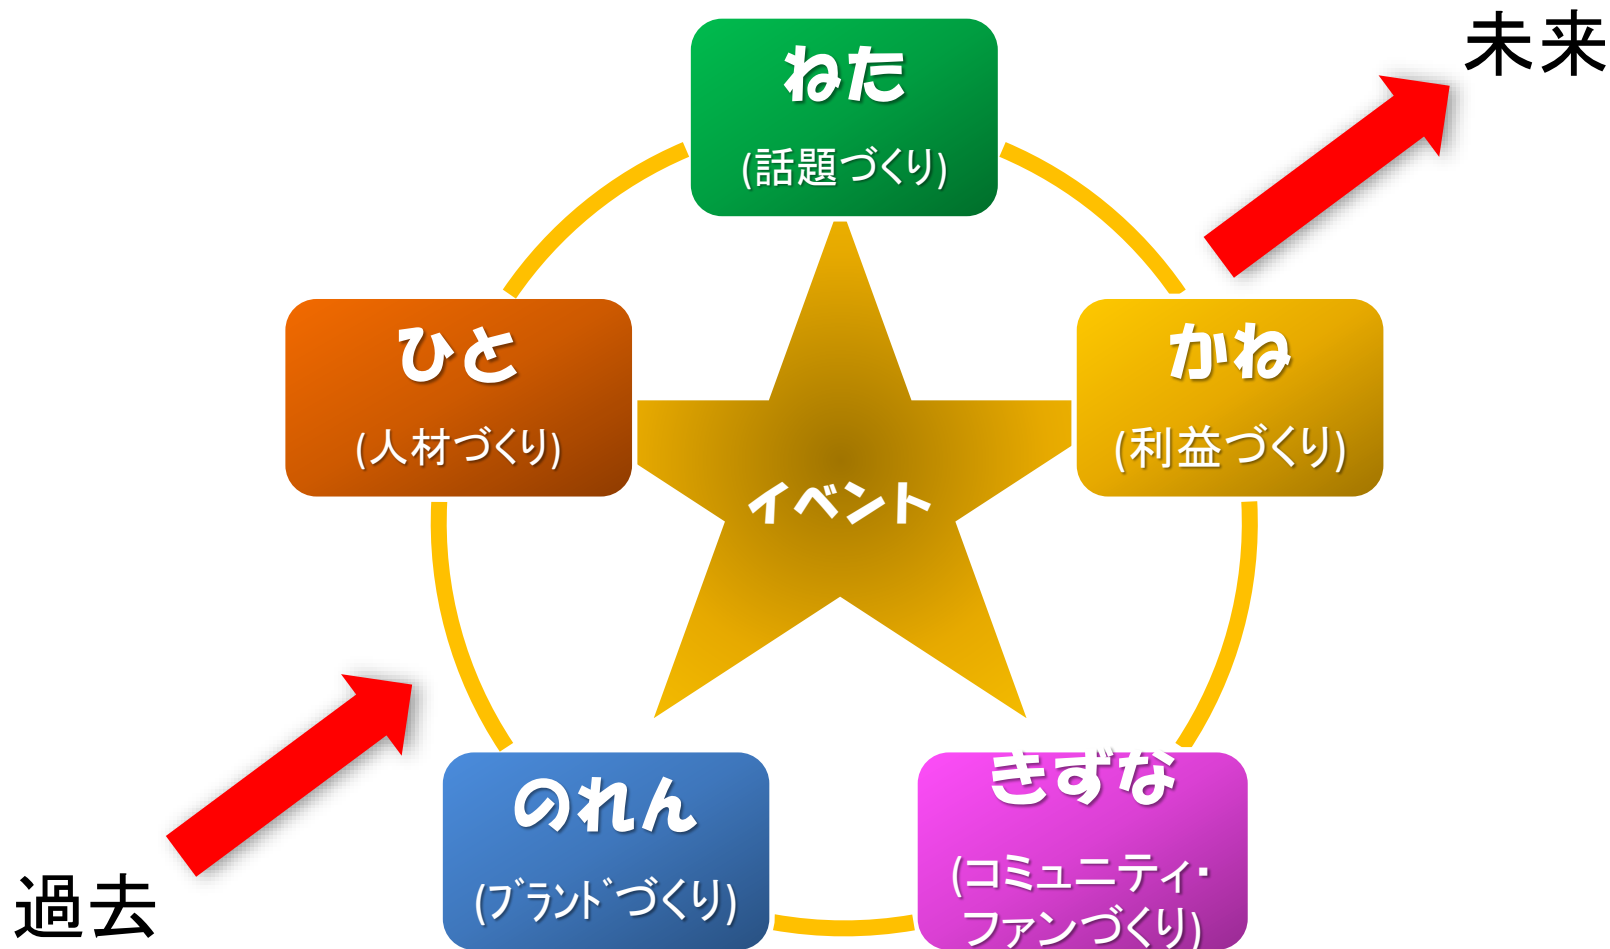 未来
ねた
(話題づくり)
ひと
(人材づくり)
かね
(利益づくり)
イベント
のれん
(ﾌﾞﾗﾝﾄﾞづくり)
きずな
(コミュニティ・
ファンづくり)
過去